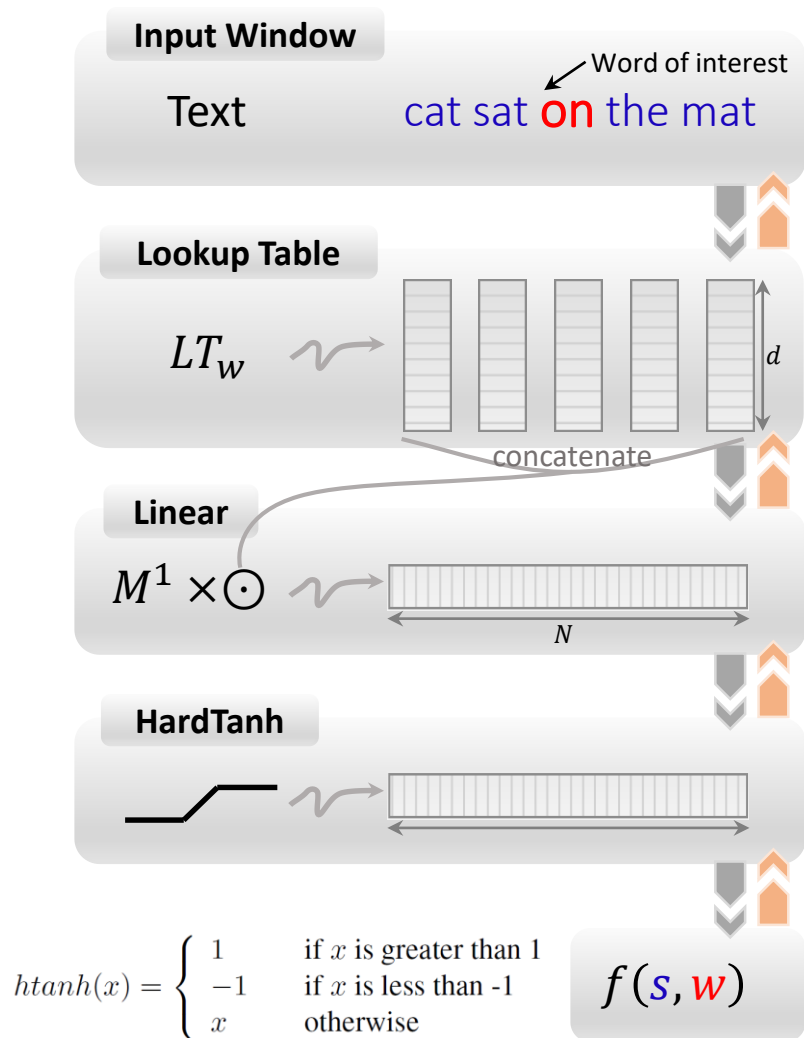 Input Window
Word of interest
Text cat sat on the mat
Lookup Table
LT_w
d
concatenate
Linear
M^1 × ⊙
N
HardTanh
htanh(x) = { 1 if x is greater than 1
-1 if x is less than -1
x otherwise
f(s, w)